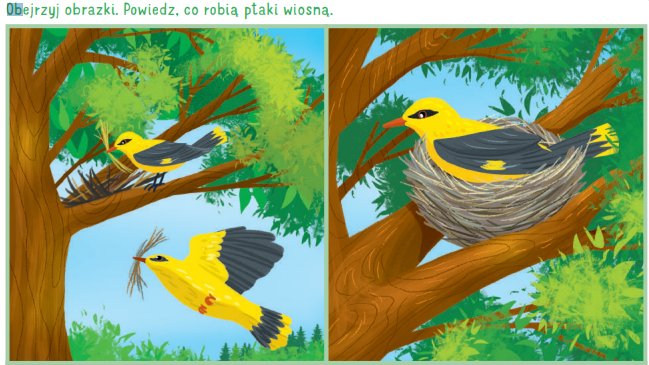 Obejrzyj obrazki. Powiedz, co robią ptaki wiosną.